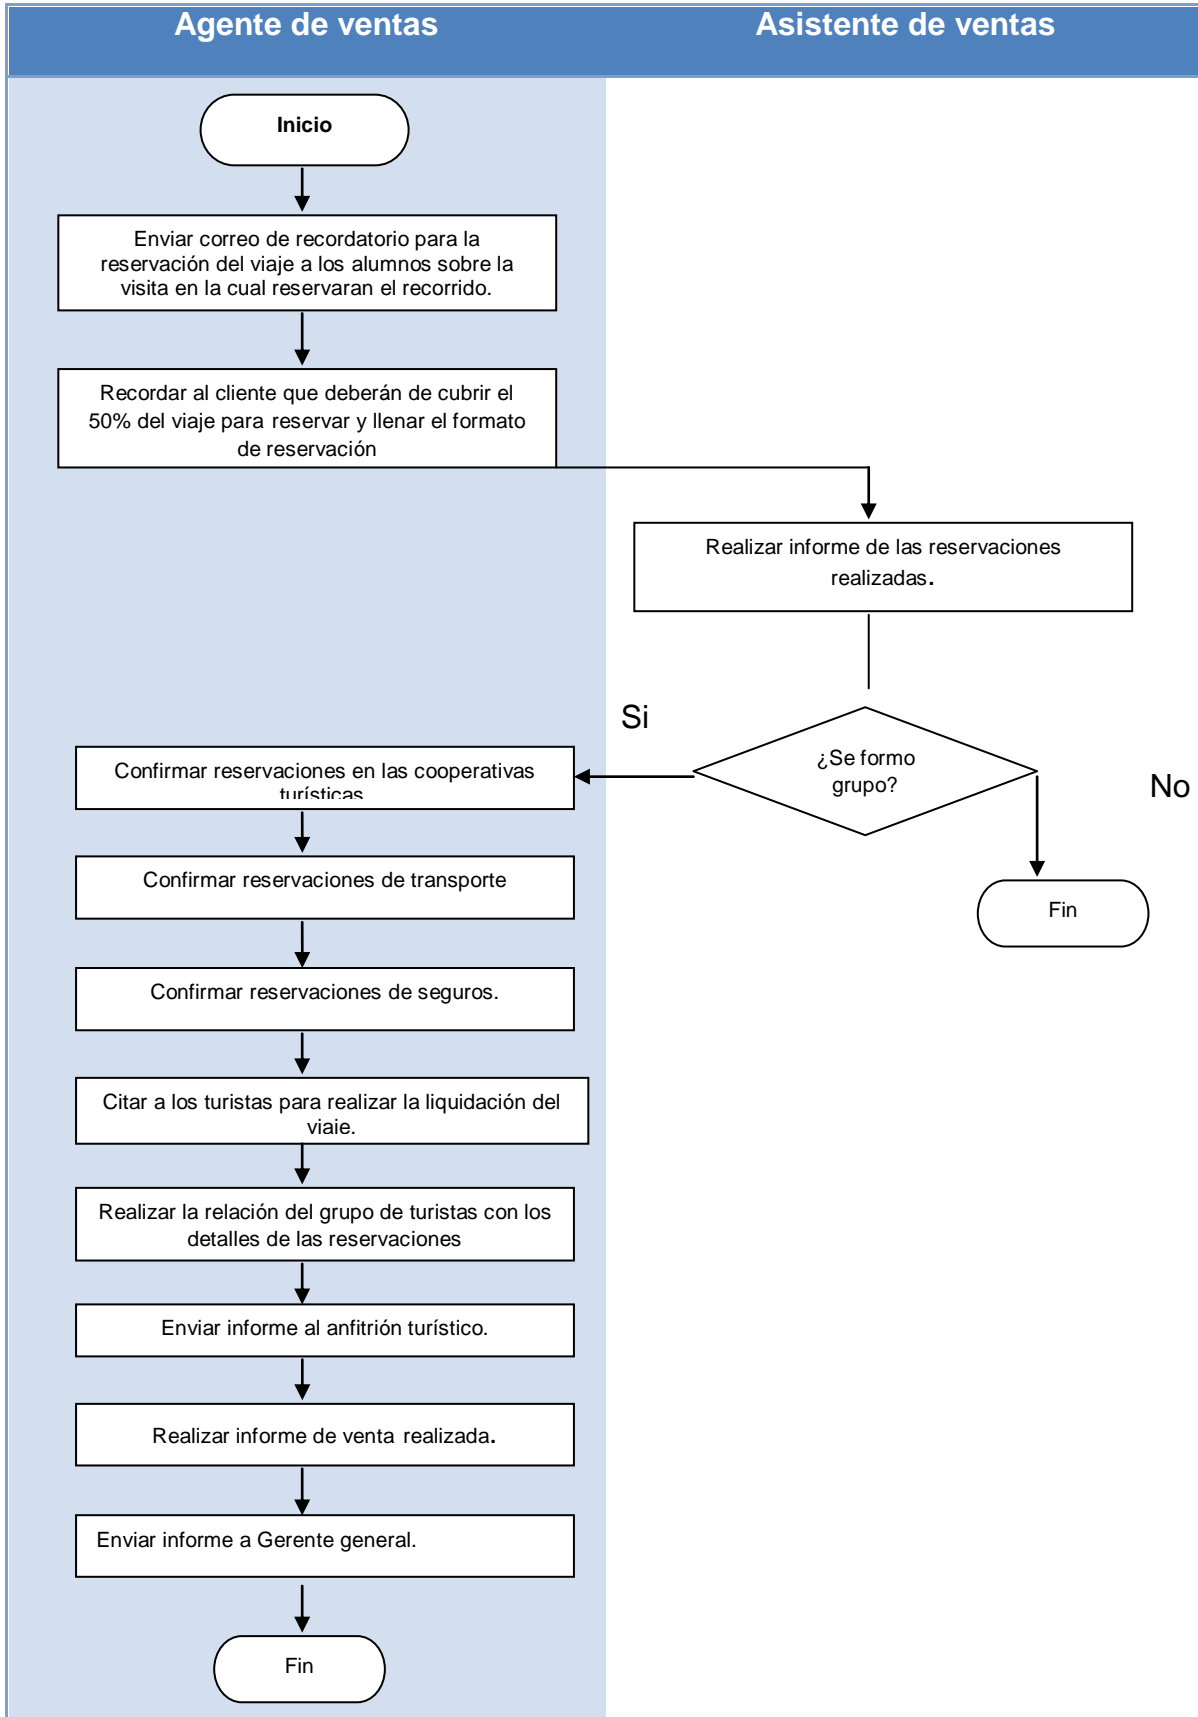 Agente de ventas
Asistente de ventas
Inicio
Enviar correo de recordatorio para la
reservación del viaje a los alumnos sobre la
visita en la cual reservaran el recorrido.
Recordar al cliente que deberán de cubrir el
50% del viaje para reservar y llenar el formato
de reservación
Realizar informe de las reservaciones
realizadas.
Si
¿Se formo
grupo?
No
Confirmar reservaciones en las cooperativas
turísticas
Confirmar reservaciones de transporte
Fin
Confirmar reservaciones de seguros.
Citar a los turistas para realizar la liquidación del
viaje.
Realizar la relación del grupo de turistas con los
detalles de las reservaciones
Enviar informe al anfitrión turístico.
Realizar informe de venta realizada.
Enviar informe a Gerente general.
Fin